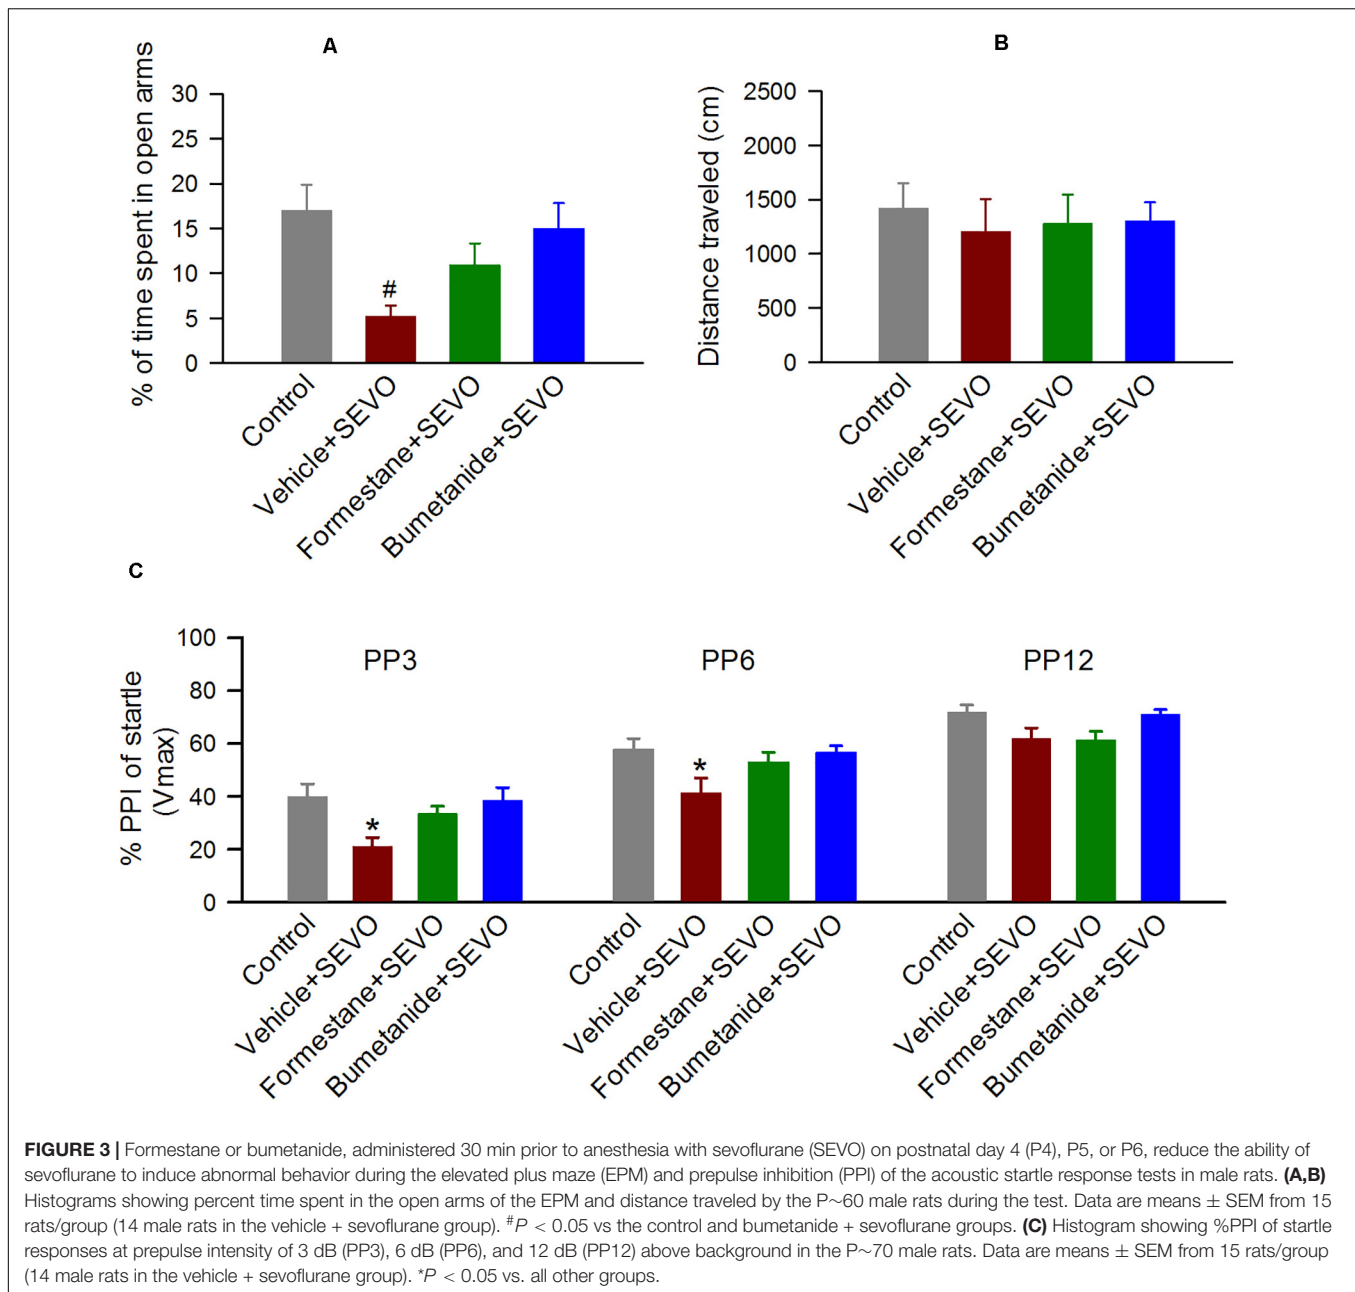 A
% of time spent in open arms
30
25
20
15
10
5
0
#
Control
Vehicle+SEVO
Formestane+SEVO
Bumetanide+SEVO
B
Distance traveled (cm)
2500
2000
1500
1000
500
0
Control
Vehicle+SEVO
Formestane+SEVO
Bumetanide+SEVO
C
% PPI of startle
(Vmax)
100
80
60
40
20
0
PP3
PP6
PP12
*
*
Control
Vehicle+SEVO
Formestane+SEVO
Bumetanide+SEVO
Control
Vehicle+SEVO
Formestane+SEVO
Bumetanide+SEVO
Control
Vehicle+SEVO
Formestane+SEVO
Bumetanide+SEVO
FIGURE 3 | Formestane or bumetanide, administered 30 min prior to anesthesia with sevoflurane (SEVO) on postnatal day 4 (P4), P5, or P6, reduce the ability of
sevoflurane to induce abnormal behavior during the elevated plus maze (EPM) and prepulse inhibition (PPI) of the acoustic startle response tests in male rats. (A,B)
Histograms showing percent time spent in the open arms of the EPM and distance traveled by the P~60 male rats during the test. Data are means ± SEM from 15
rats/group (14 male rats in the vehicle + sevoflurane group). #P < 0.05 vs the control and bumetanide + sevoflurane groups. (C) Histogram showing %PPI of startle
responses at prepulse intensity of 3 dB (PP3), 6 dB (PP6), and 12 dB (PP12) above background in the P~70 male rats. Data are means ± SEM from 15 rats/group
(14 male rats in the vehicle + sevoflurane group). *P < 0.05 vs. all other groups.